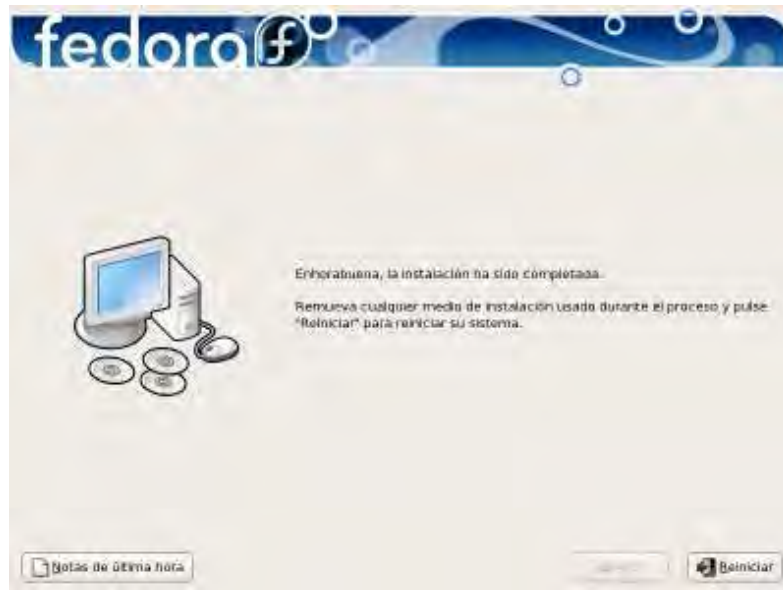 fedora
Enhorabuena, la instalación ha sido completada.
Remueva cualquier medio de instalación usado durante el proceso y pulse
"Reiniciar" para reiniciar su sistema.
Notas de última hora
Reiniciar